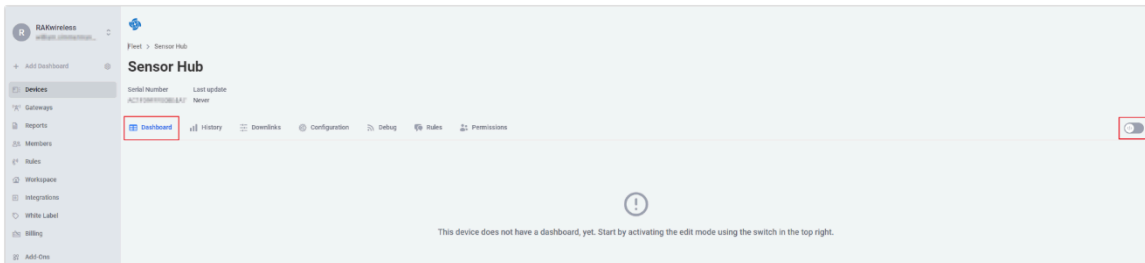 R
RAKwireless
+ Add Dashboard
Devices
Gateways
Reports
Members
Rules
Workspace
Integrations
White Label
Billing
Add-Ons
Fleet > Sensor Hub
Sensor Hub
Serial Number Last update
Never
Dashboard History Downlinks Configuration Debug Rules Permissions
This device does not have a dashboard, yet. Start by activating the edit mode using the switch in the top right.